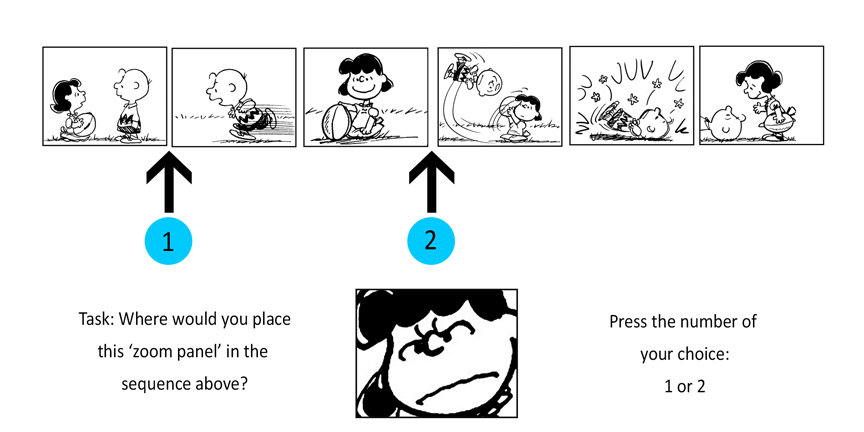 1
2
Task: Where would you place
this ‘zoom panel’ in the
sequence above?
Press the number of
your choice:
1 or 2